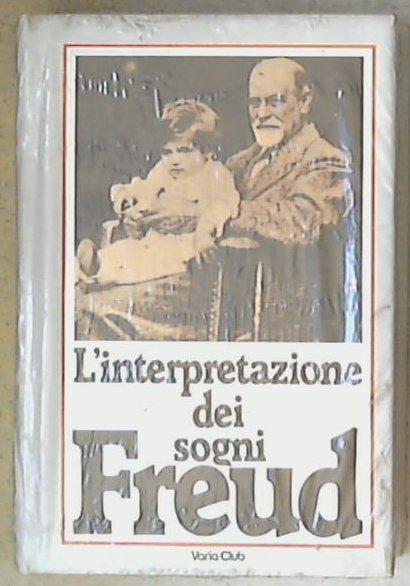 L'interpretazione
dei
sogni
Freud
Varia Club